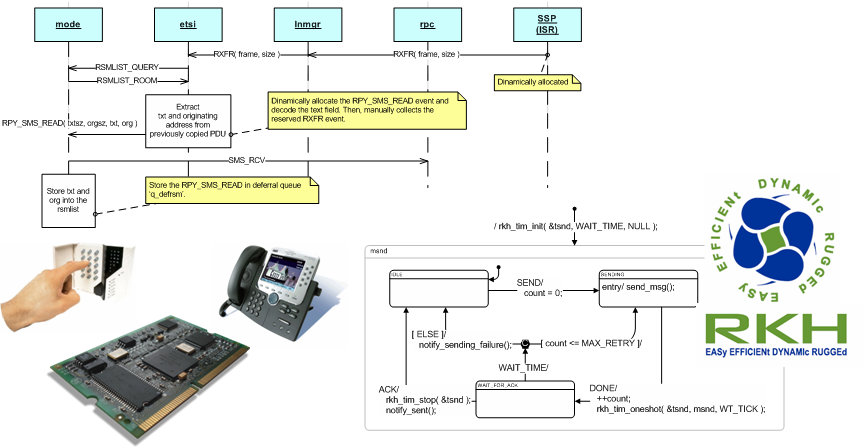 mode
etsi
lnmgr
rpc
SSP
(ISR)
RXFR( frame, size )
RXFR( frame, size )
RSMLIST_QUERY
RSMLIST_ROOM
Dinamically allocated
Extract
txt and originating
address from
previously copied PDU
Dinamically allocate the RPY_SMS_READ event and
decode the text field. Then, manually collects the
reserved RXFR event.
RPY_SMS_READ( txtsz, orgsz, txt, org )
SMS_RCV
Store txt and
org into the
rsmlist
Store the RPY_SMS_READ in deferral queue
'q_defrsm'.
/ rkh_tim_init( &tsnd, WAIT_TIME, NULL );
msnd
IDLE
SENDING
SEND/
count = 0;
entry/ send_msg();
[ ELSE ]/
notify_sending_failure();
[ count <= MAX_RETRY ]/
WAIT_TIME/
WAIT_FOR_ACK
ACK/
rkh_tim_stop( &tsnd );
notify_sent();
DONE/
++count;
rkh_tim_oneshot( &tsnd, msnd, WT_TICK );
EASy EFFICIENt DYNAMIc RUGGEd
RKH
EASy EFFICIENt DYNAMIc RUGGEd